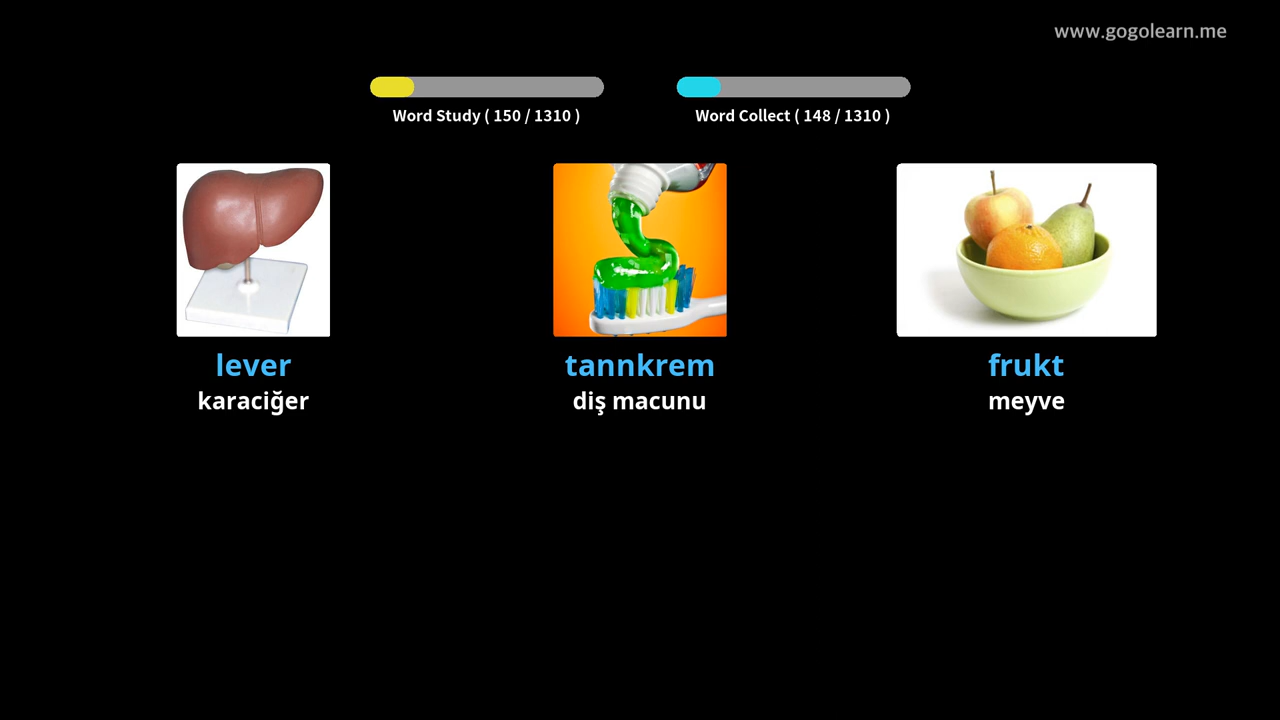 www.gogolearn.me
Word Study ( 150 / 1310 )
Word Collect ( 148 / 1310 )
lever
karaciğer
tannkrem
diş macunu
frukt
meyve